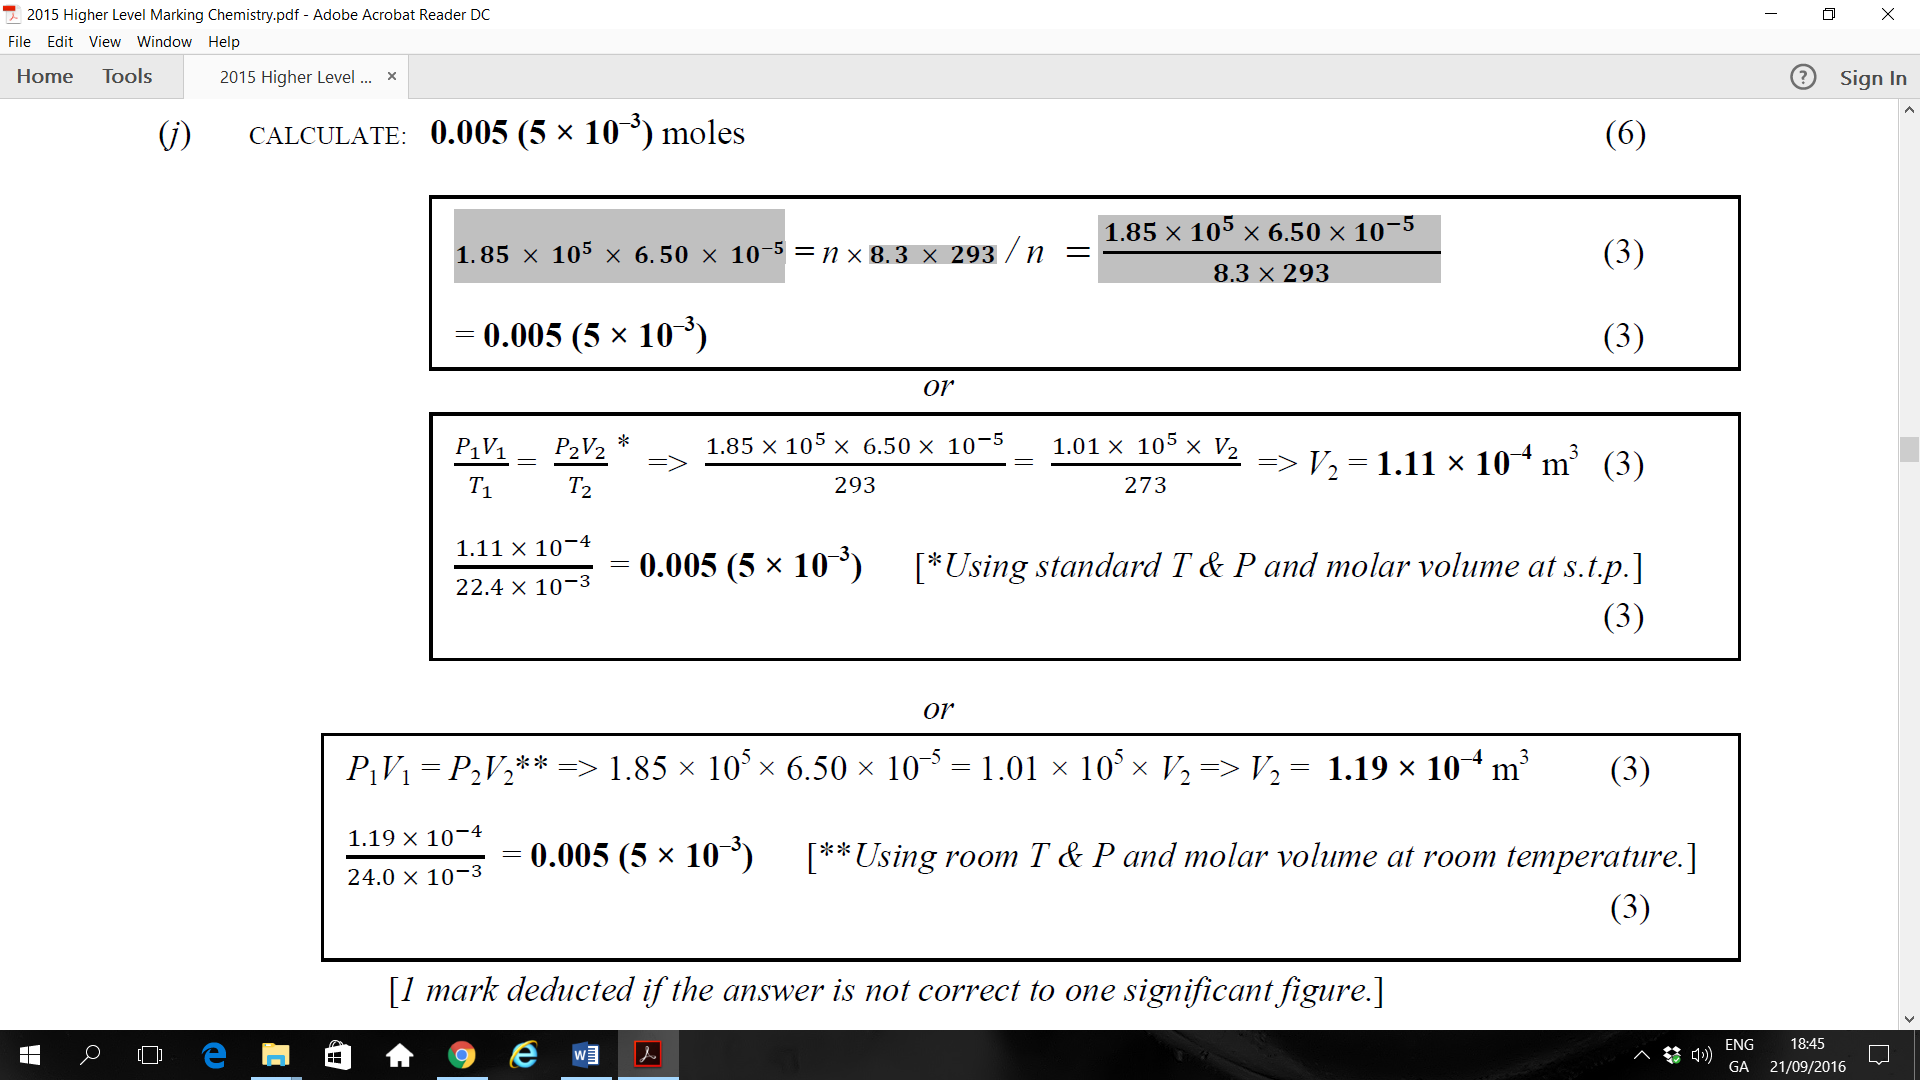 2015 Higher Level Marking Chemistry.pdf - Adobe Acrobat Reader DC
File Edit View Window Help
Home Tools 2015 Higher Level ... × ? Sign In
(j) CALCULATE: 0.005 (5 × 10⁻³) moles (6)
1.85 × 10⁵ × 6.50 × 10⁻⁵ = n × 8.3 × 293 / n = (1.85 × 10⁵ × 6.50 × 10⁻⁵)/(8.3 × 293) (3)
= 0.005 (5 × 10⁻³) (3)
or
P₁V₁/T₁ = P₂V₂/T₂ * => (1.85 × 10⁵ × 6.50 × 10⁻⁵)/293 = (1.01 × 10⁵ × V₂)/273 => V₂ = 1.11 × 10⁻⁴ m³ (3)
(1.11 × 10⁻⁴)/(22.4 × 10⁻³) = 0.005 (5 × 10⁻³) [*Using standard T & P and molar volume at s.t.p.]
(3)
or
P₁V₁ = P₂V₂** => 1.85 × 10⁵ × 6.50 × 10⁻⁵ = 1.01 × 10⁵ × V₂ => V₂ = 1.19 × 10⁻⁴ m³ (3)
(1.19 × 10⁻⁴)/(24.0 × 10⁻³) = 0.005 (5 × 10⁻³) [**Using room T & P and molar volume at room temperature.]
(3)
[1 mark deducted if the answer is not correct to one significant figure.]
ENG 18:45
GA 21/09/2016